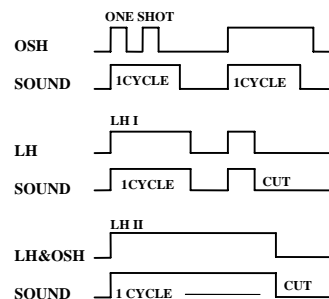 ONE SHOT
OSH
SOUND 1CYCLE 1CYCLE
LH I
LH
SOUND 1CYCLE CUT
LH II
LH&OSH
SOUND 1 CYCLE CUT